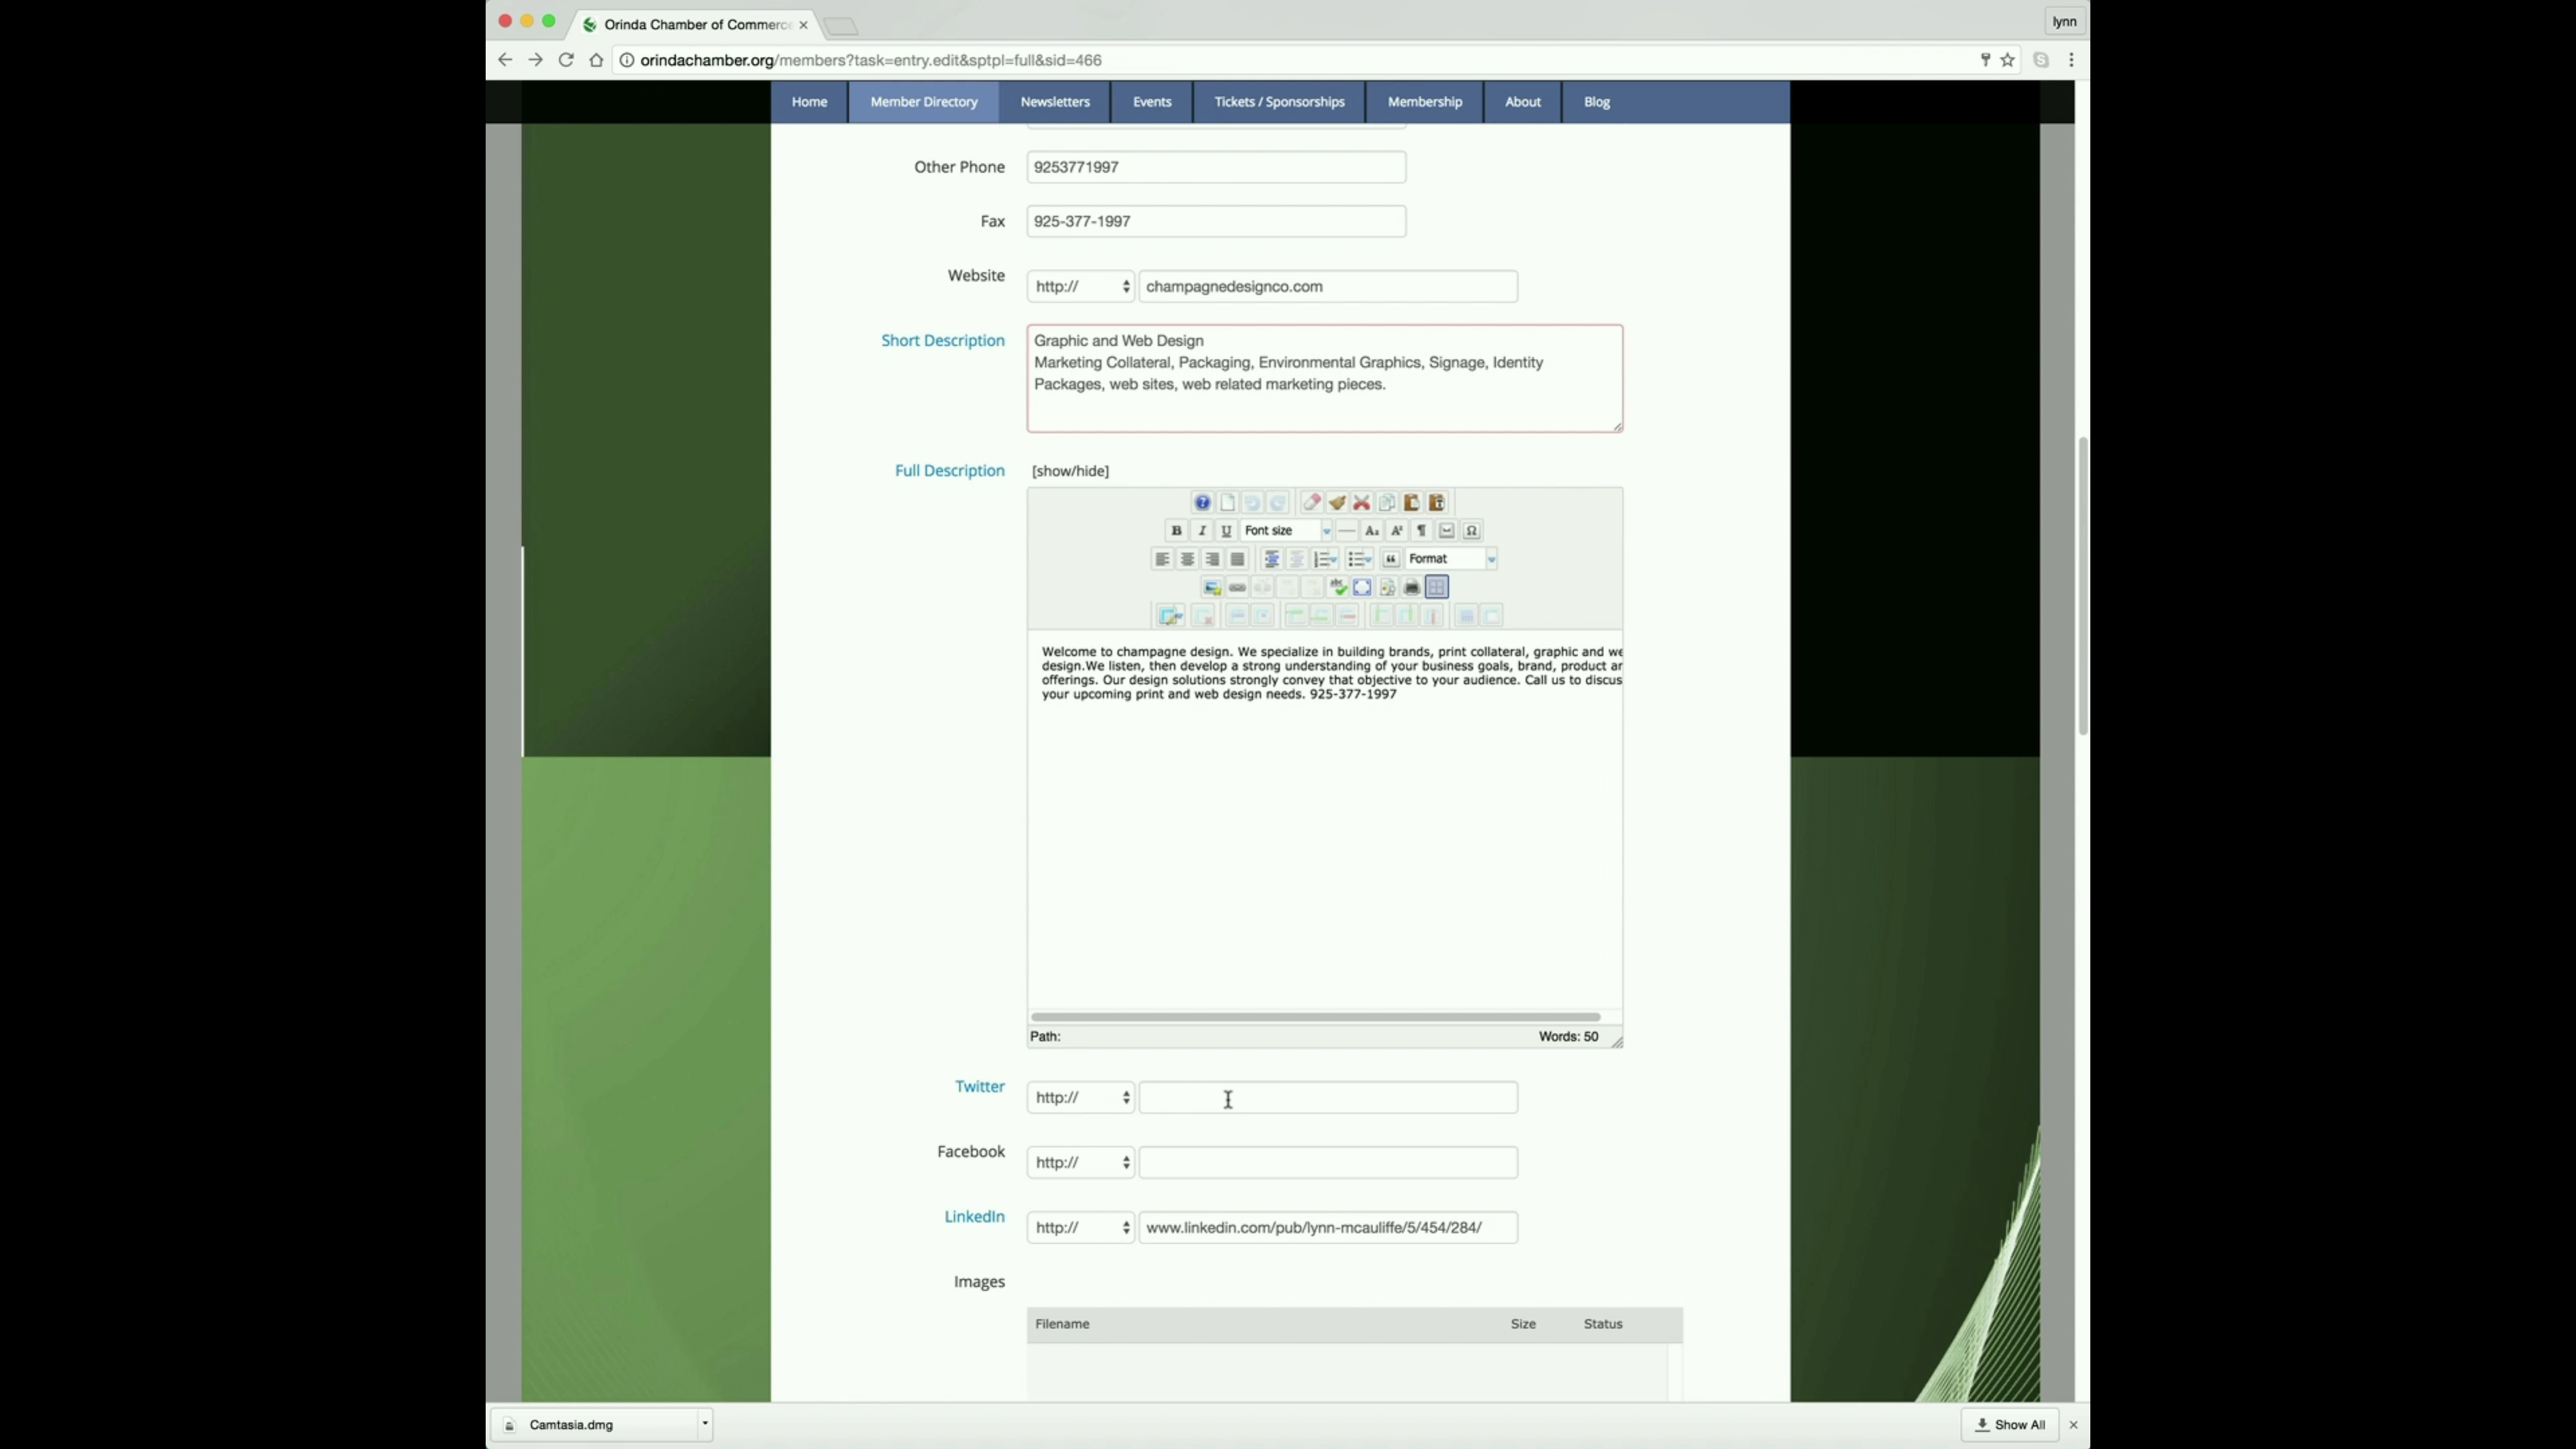 Orinda Chamber of Commerce
lynn
orindachamber.org/members?task=entry.edit&sptpl=full&sid=466
Home Member Directory Newsletters Events Tickets / Sponsorships Membership About Blog
Other Phone 9253771997
Fax 925-377-1997
Website http:// champagnedesignco.com
Short Description Graphic and Web Design
Marketing Collateral, Packaging, Environmental Graphics, Signage, Identity
Packages, web sites, web related marketing pieces.
Full Description [show/hide]
B I U Font size
Format
Welcome to champagne design. We specialize in building brands, print collateral, graphic and we
design.We listen, then develop a strong understanding of your business goals, brand, product ar
offerings. Our design solutions strongly convey that objective to your audience. Call us to discus
your upcoming print and web design needs. 925-377-1997
Path: Words: 50
Twitter http://
Facebook http://
LinkedIn http:// www.linkedin.com/pub/lynn-mcauliffe/5/454/284/
Images
Filename Size Status
Camtasia.dmg Show All